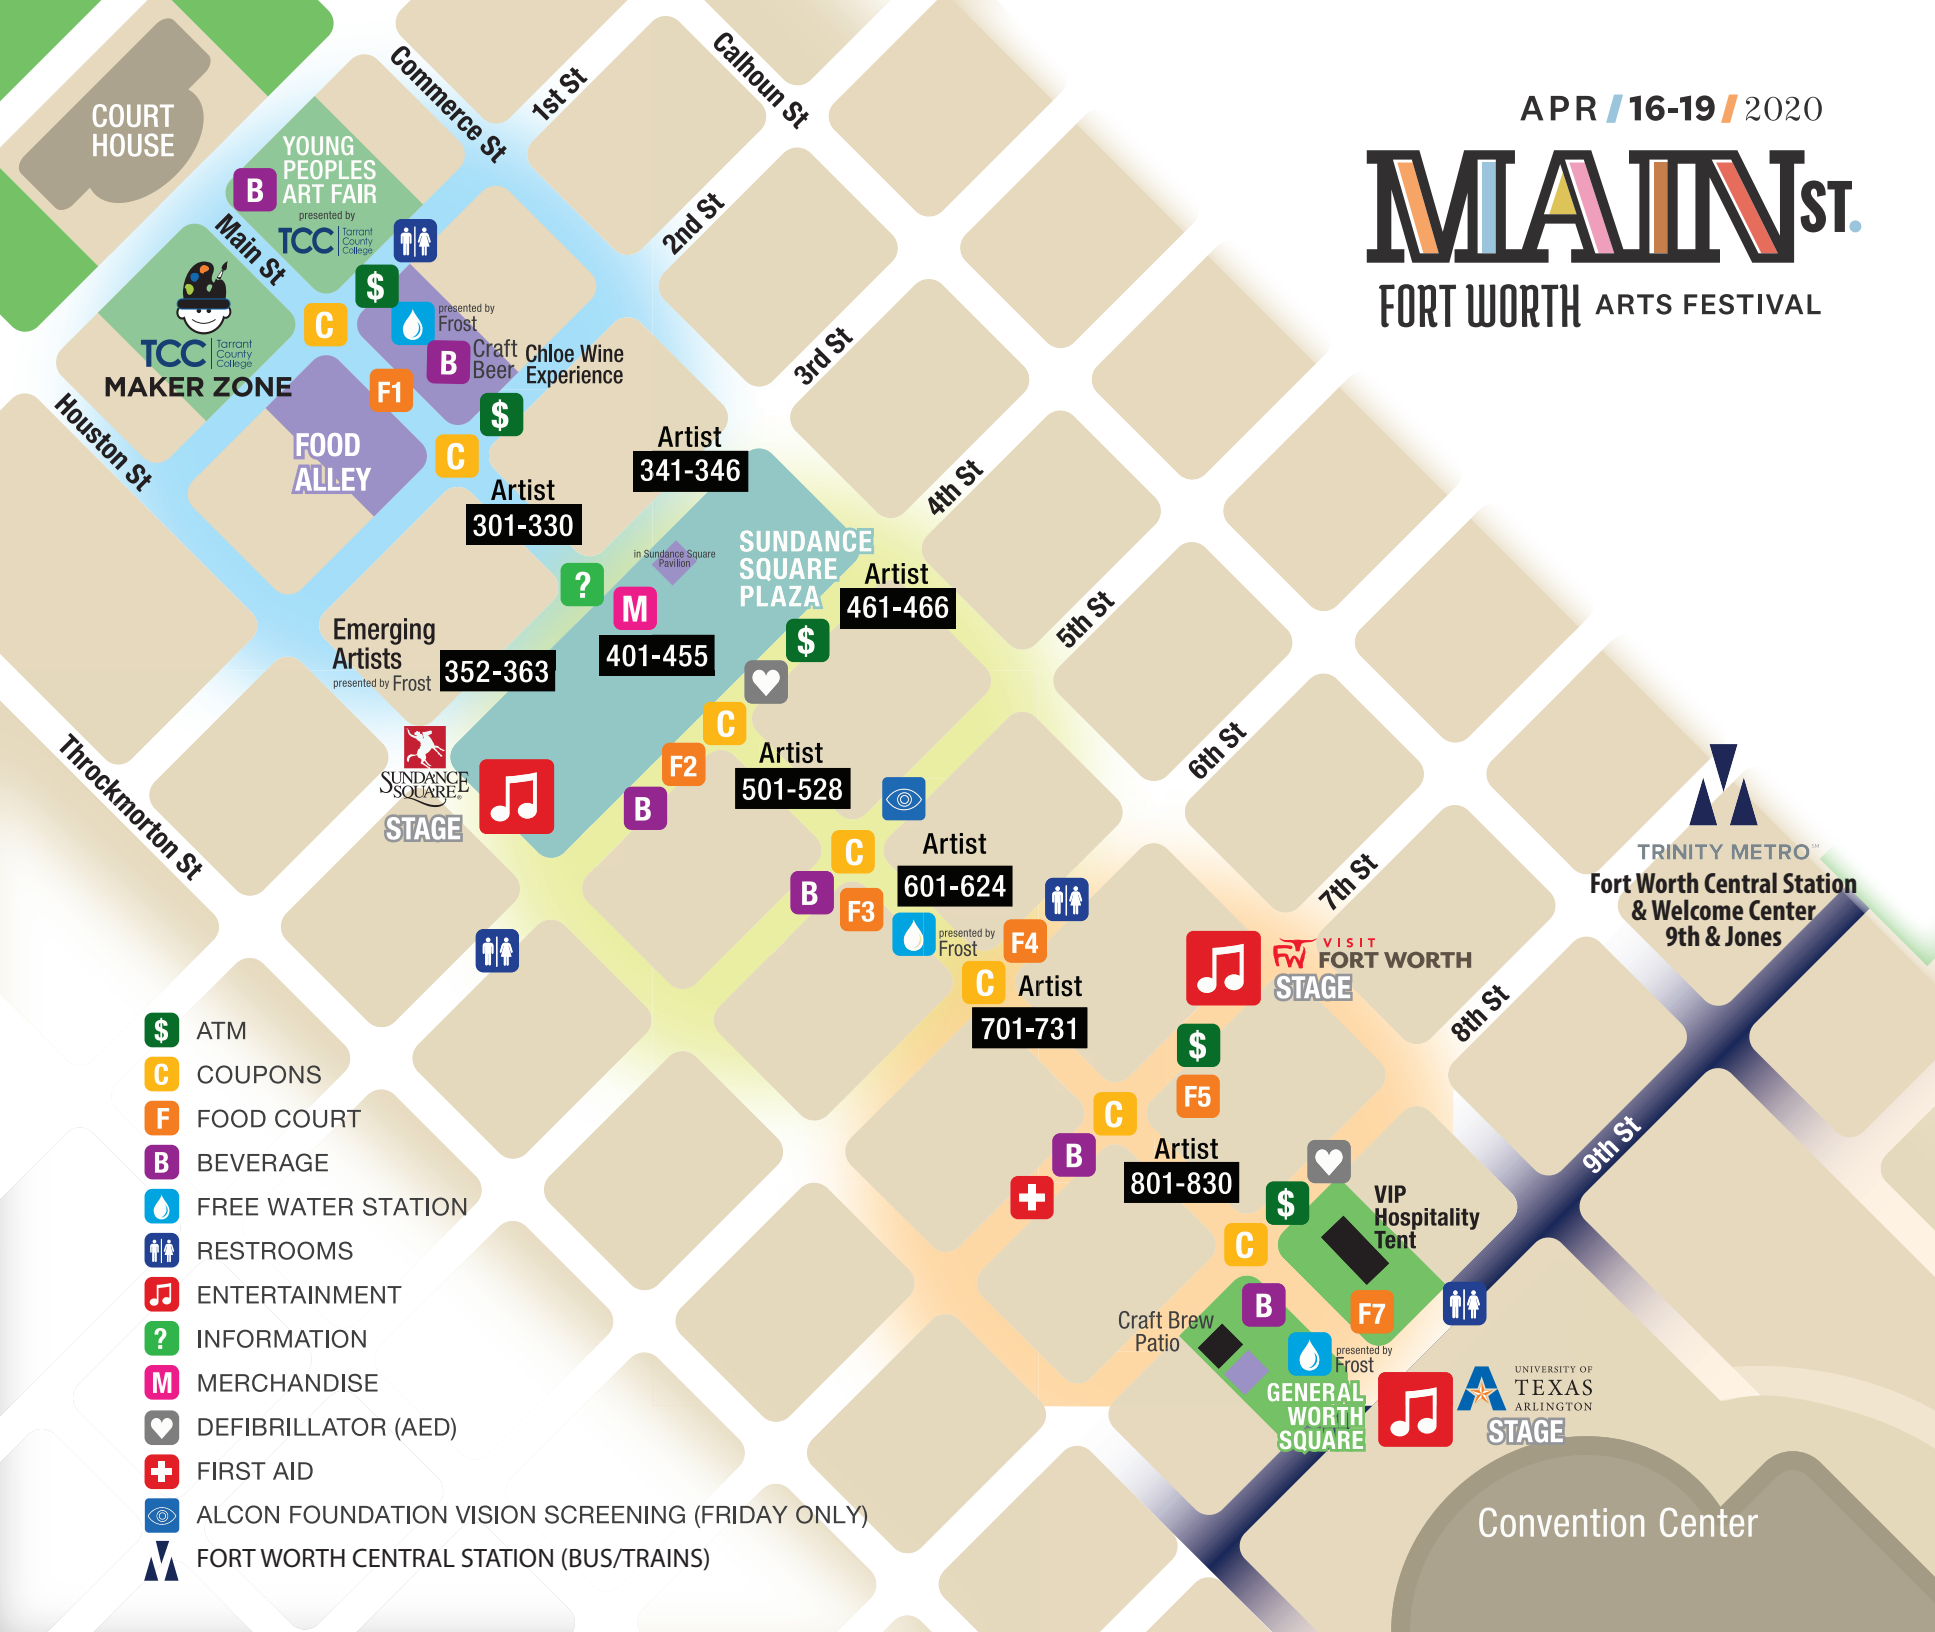 APR / 16-19 / 2020
MAIN ST.
FORT WORTH ARTS FESTIVAL
COURT
HOUSE
Commerce St
1st St
Calhoun St
YOUNG
PEOPLES
ART FAIR
presented by
TCC Tarrant
County
College
B
Main St
2nd St
$
C
presented by
Frost
B
Craft
Beer
Chloe Wine
Experience
3rd St
TCC Tarrant
County
College
MAKER ZONE
F1
$
Houston St
FOOD
ALLEY
C
Artist
301-330
Artist
341-346
4th St
in Sundance Square
Pavilion
SUNDANCE
SQUARE
PLAZA
Artist
461-466
?
M
401-455
5th St
Emerging
Artists
presented by Frost
352-363
$
C
F2
B
Artist
501-528
SUNDANCE
SQUARE®
STAGE
Throckmorton St
6th St
C
B
F3
Artist
601-624
presented by
Frost
F4
C
Artist
701-731
7th St
TRINITY METRO℠
Fort Worth Central Station
& Welcome Center
9th & Jones
VISIT
FORT WORTH
FW
STAGE
8th St
$
F5
C
B
Artist
801-830
9th St
$
C
VIP
Hospitality
Tent
B
F7
Craft Brew
Patio
presented by
Frost
GENERAL
WORTH
SQUARE
UNIVERSITY OF
TEXAS
ARLINGTON
A
STAGE
Convention Center
$ ATM
C COUPONS
F FOOD COURT
B BEVERAGE
FREE WATER STATION
RESTROOMS
ENTERTAINMENT
? INFORMATION
M MERCHANDISE
DEFIBRILLATOR (AED)
FIRST AID
ALCON FOUNDATION VISION SCREENING (FRIDAY ONLY)
FORT WORTH CENTRAL STATION (BUS/TRAINS)